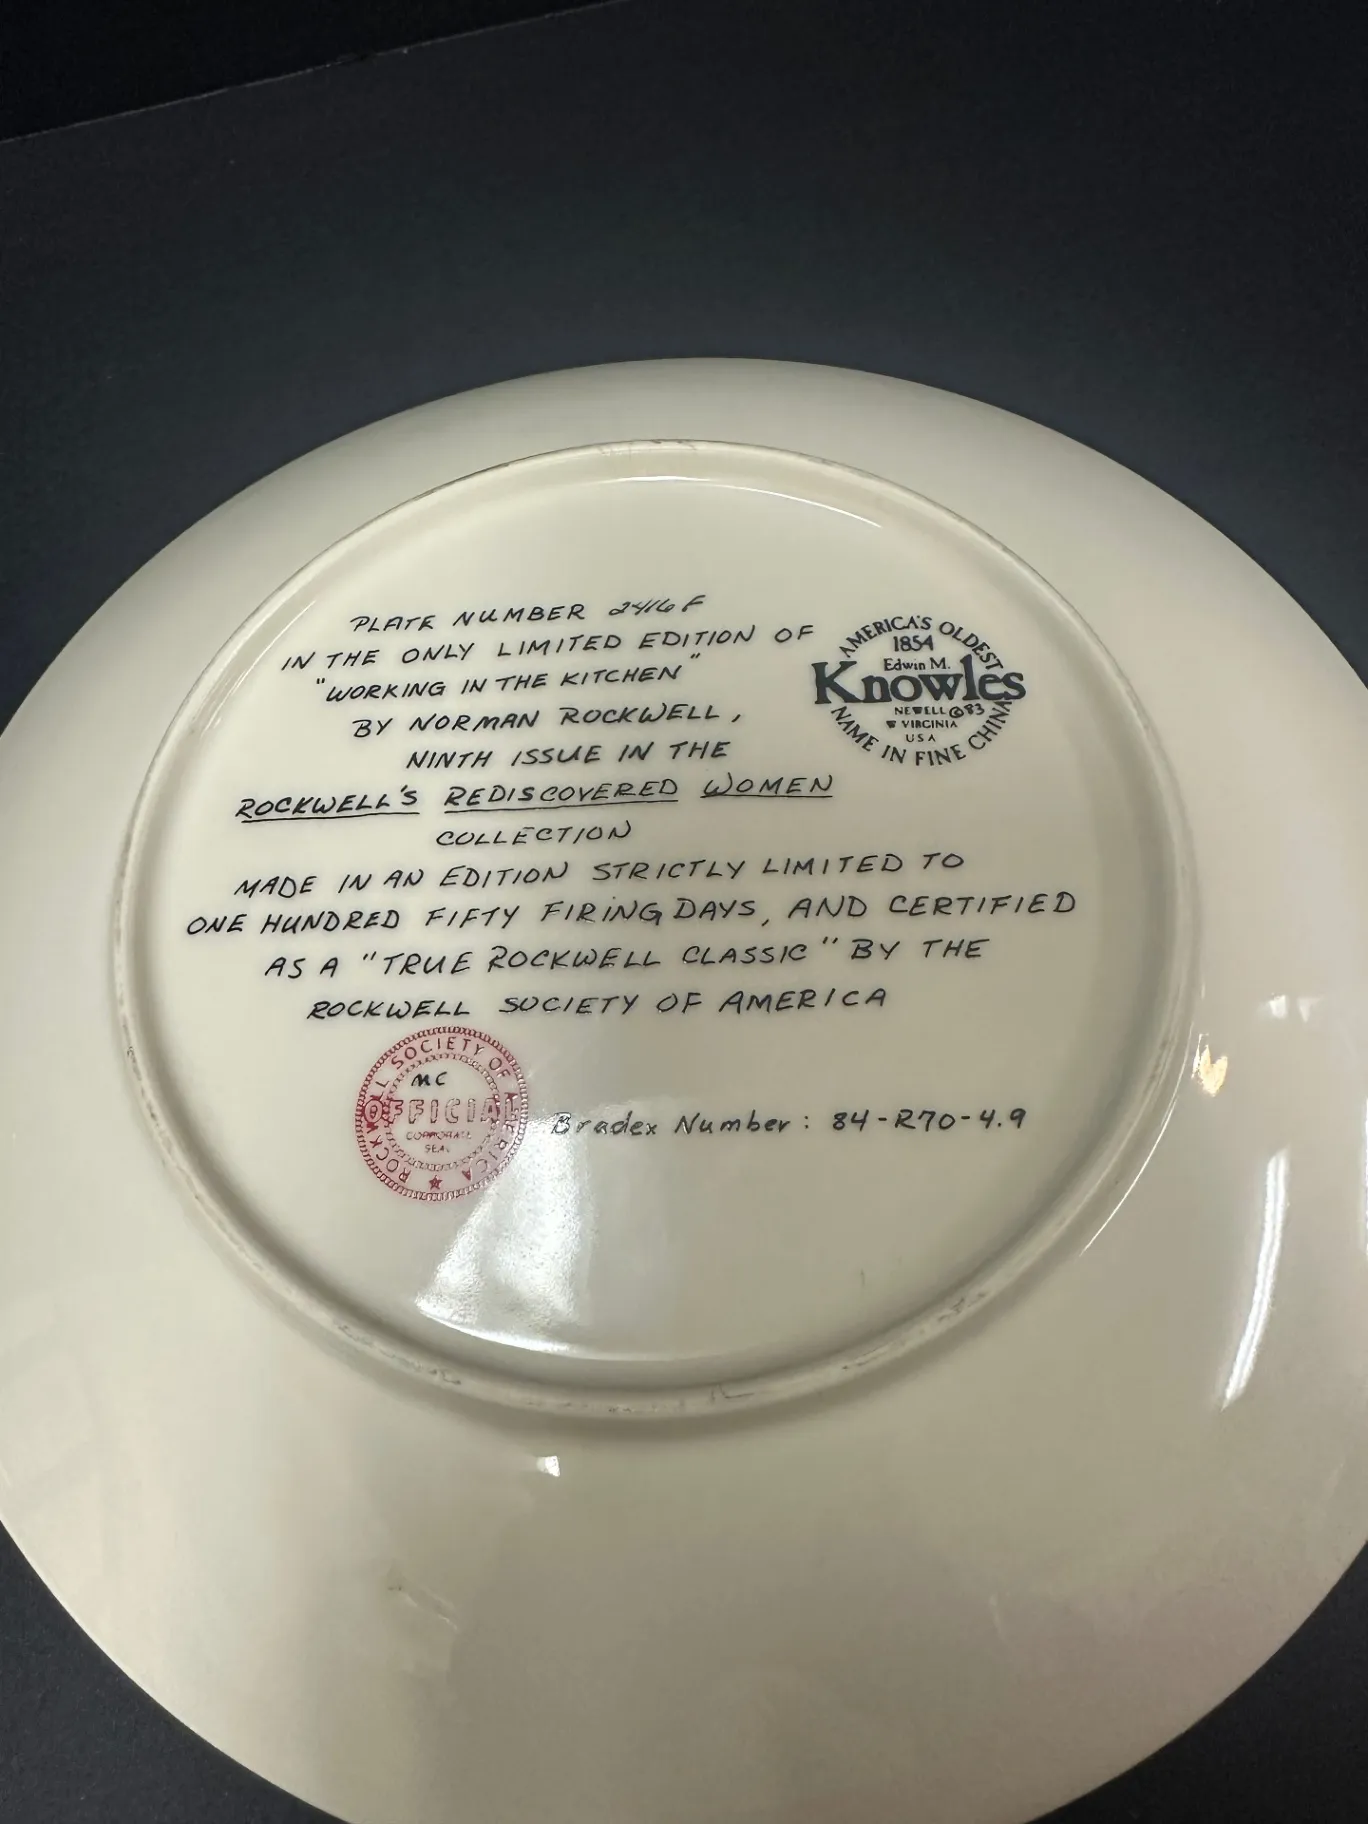 PLATE NUMBER 2416 F
IN THE ONLY LIMITED EDITION OF
"WORKING IN THE KITCHEN"
BY NORMAN ROCKWELL,
NINTH ISSUE IN THE
ROCKWELL'S REDISCOVERED WOMEN
COLLECTION
MADE IN AN EDITION STRICTLY LIMITED TO
ONE HUNDRED FIFTY FIRING DAYS, AND CERTIFIED
AS A "TRUE ROCKWELL CLASSIC" BY THE
ROCKWELL SOCIETY OF AMERICA
AMERICA'S OLDEST
1854
Edwin M.
Knowles
NEWELL ©83
W VIRGINIA
USA
NAME IN FINE CHINA
ROCKWELL SOCIETY OF AMERICA
MC
OFFICIAL
CORPORATE
SEAL
Bradex Number: 84-R70-4.9